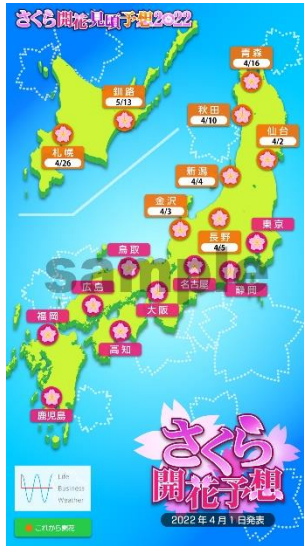 さくら開花・見頃予想2022
青森
4/16
釧路
5/13
秋田
4/10
仙台
4/2
札幌
4/26
新潟
4/4
金沢
4/3
長野
4/5
東京
鳥取
sample
名古屋
静岡
広島
大阪
福岡
高知
鹿児島
さくら
開花予想
2022年4月1日発表
Life
Business
Weather
これから開花